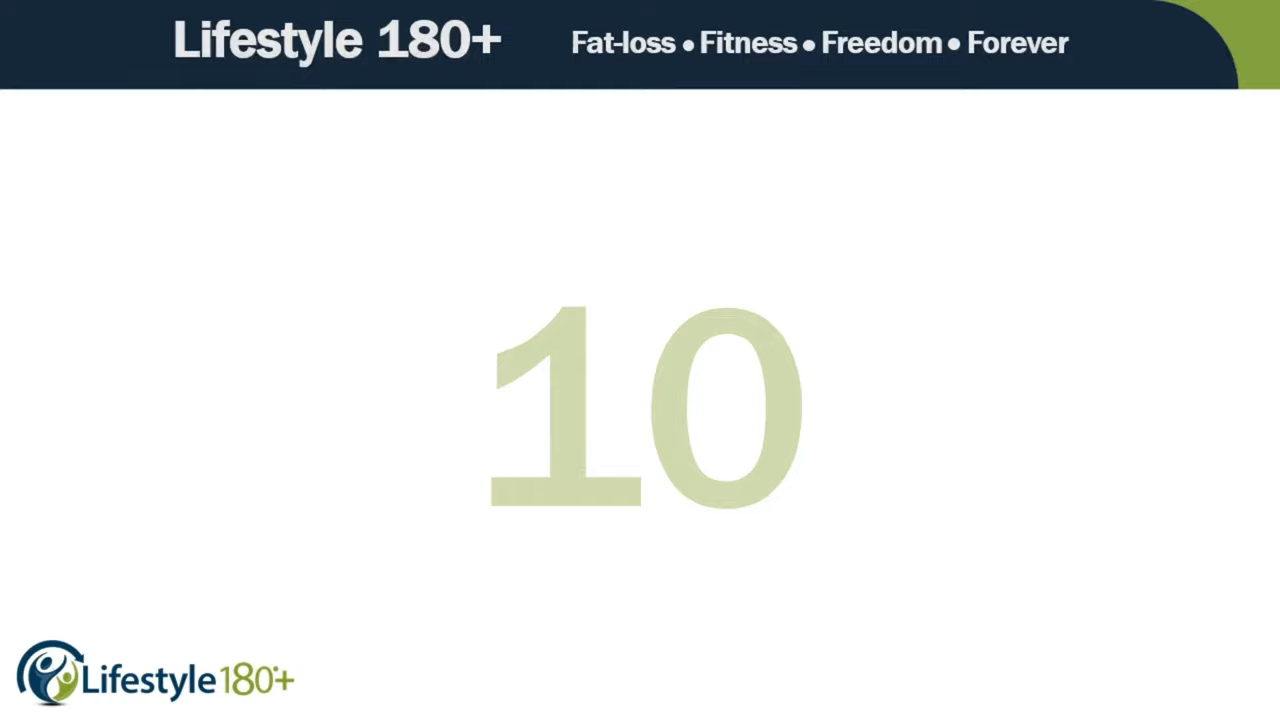 Lifestyle 180+ Fat-loss • Fitness • Freedom • Forever
10
Lifestyle180°+